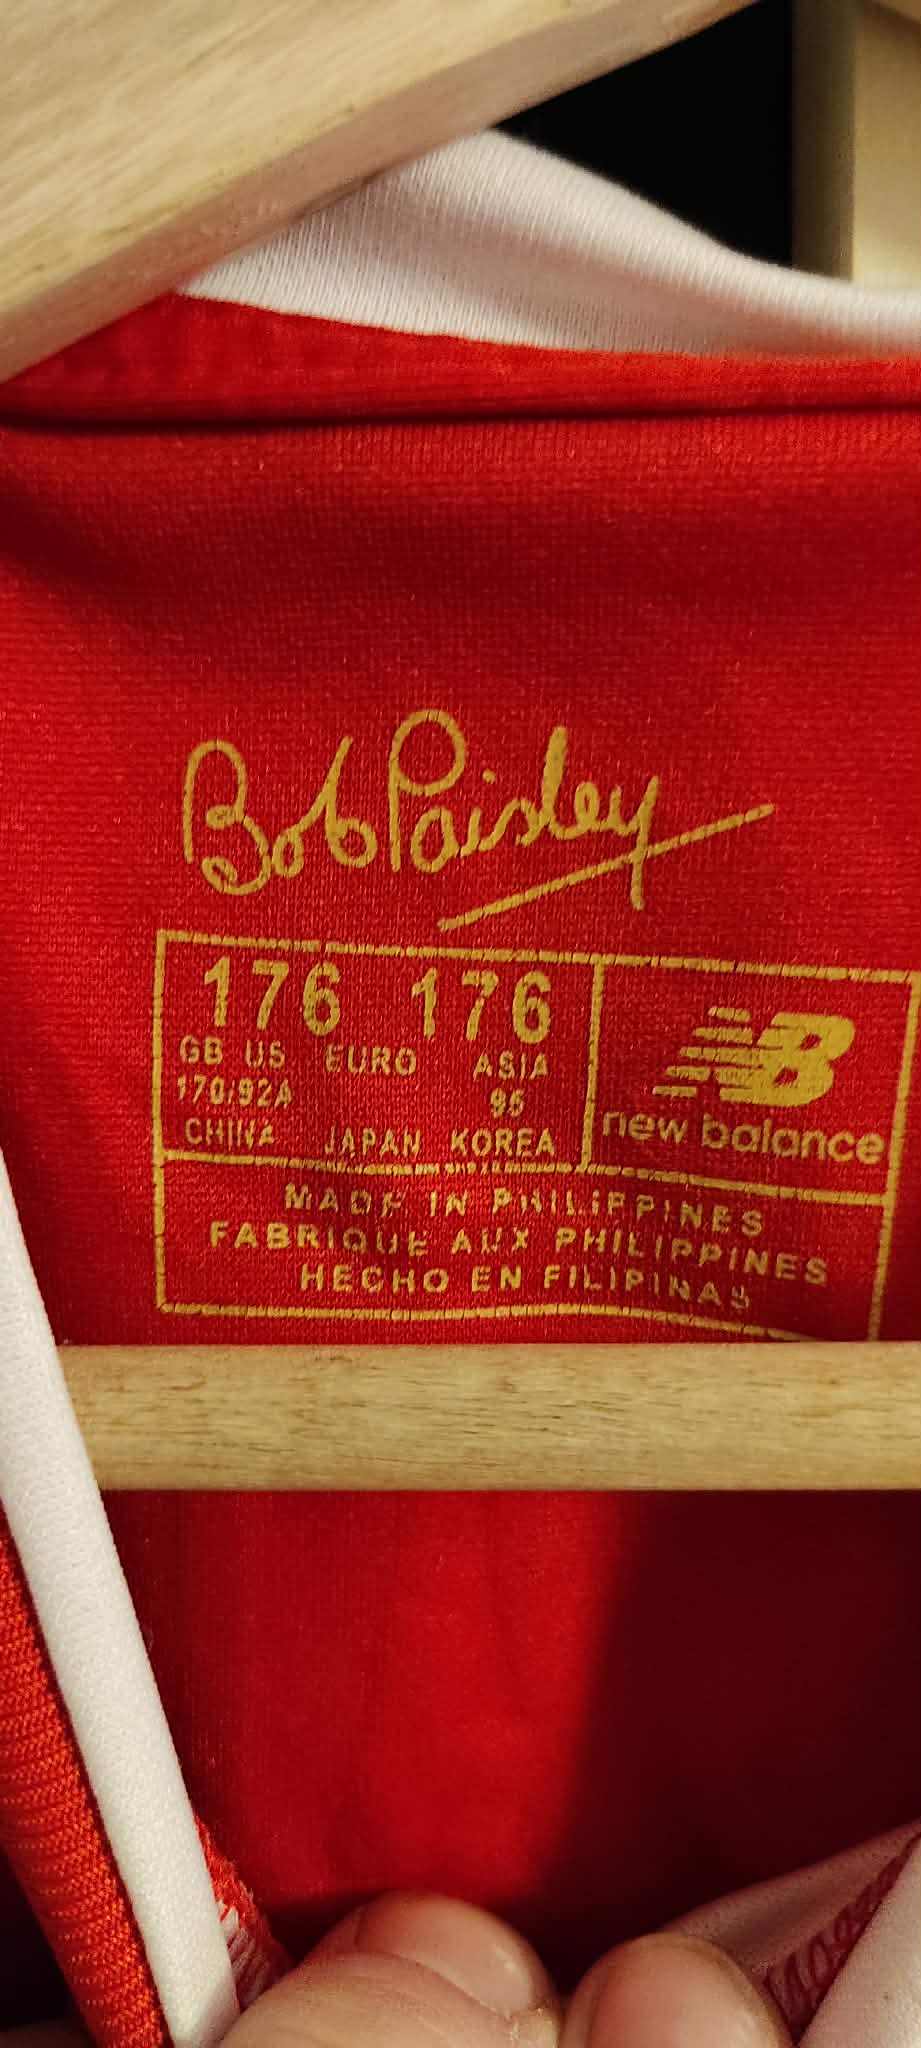 Bob Paisley
176 176
GB US EURO ASIA
170/92A 95
CHINA JAPAN KOREA
NB
new balance
MADE IN PHILIPPINES
FABRIQUE AUX PHILIPPINES
HECHO EN FILIPINAS